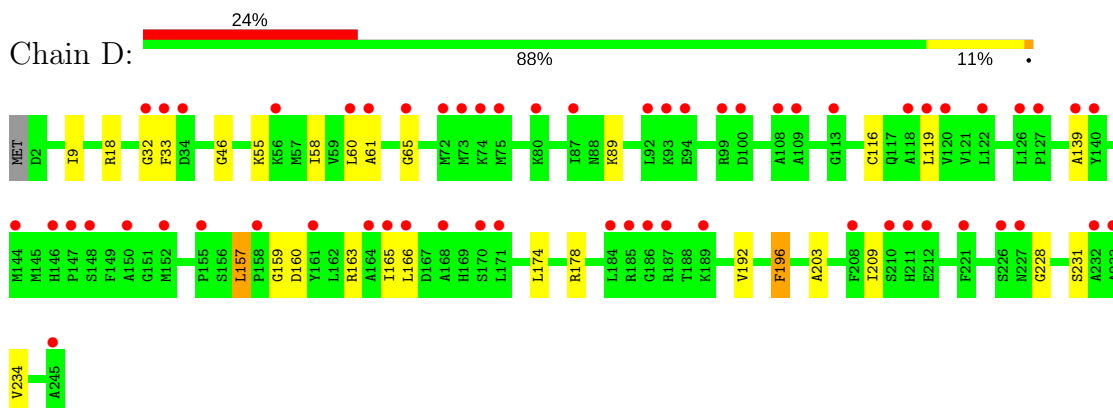 24%
Chain D:
88% 11% •
MET D2 I9 R18 G32 F33 D34 G46 K55 K56 M57 I58 V59 L60 A61 G65 M72 M73 K74 M75 K80 I87 N88 K89 L92 K93 E94 R99 D100 A108 A109 G113 C116 Q117 A118 L119 V120 V121 L122 L126 P127 A139 Y140
M144 M145 H146 P147 S148 F149 A150 G151 M152 P155 S156 L157 P158 G159 D160 Y161 L162 R163 A164 I165 L166 D167 A168 H169 S170 L171 L174 R178 L184 R185 G186 R187 T188 K189 V192 F196 A203 F208 I209 S210 H211 E212 F221 S226 N227 G228 S231 A232
V234 A245